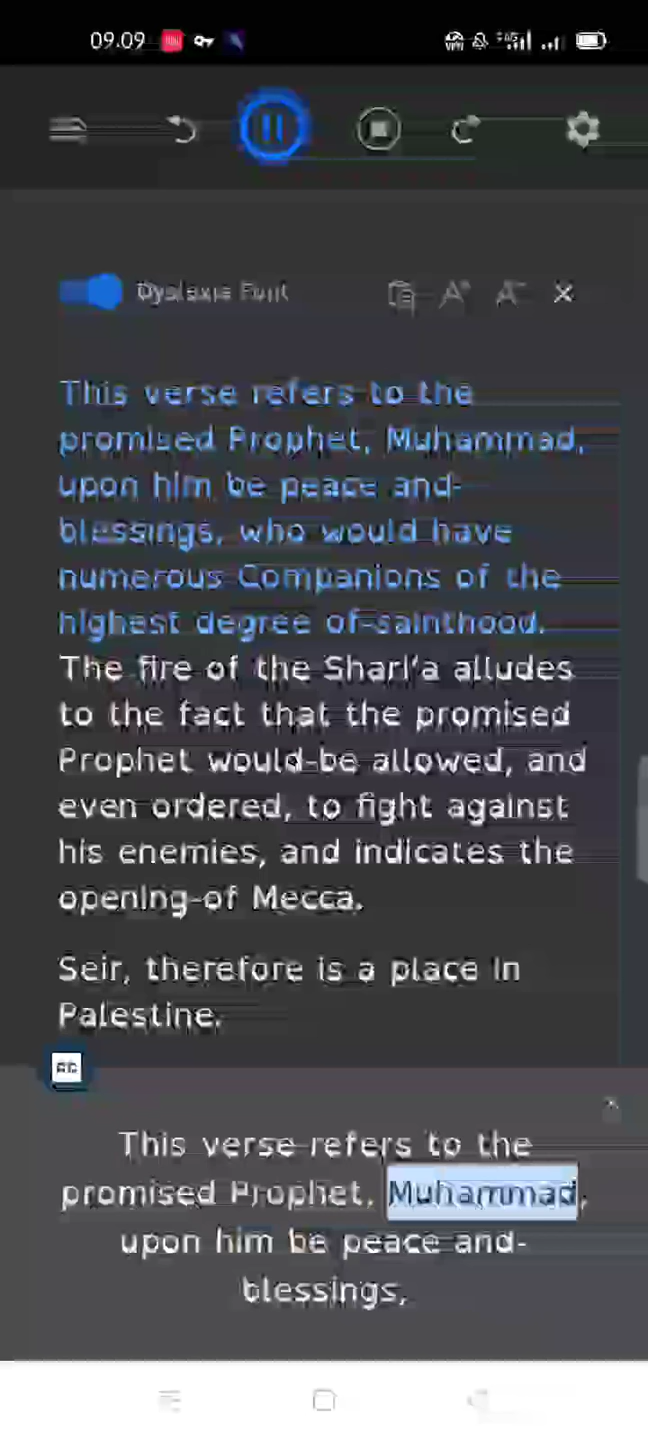 09.09
Dyslexia Font
This verse refers to the
promised Prophet, Muhammad,
upon him be peace and-
blessings, who would have
numerous Companions of the
highest degree of-sainthood.
The fire of the Shari'a alludes
to the fact that the promised
Prophet would-be allowed, and
even ordered, to fight against
his enemies, and indicates the
opening-of Mecca.
Seir, therefore is a place in
Palestine.
This verse refers to the
promised Prophet, Muhammad,
upon him be peace and-
blessings,